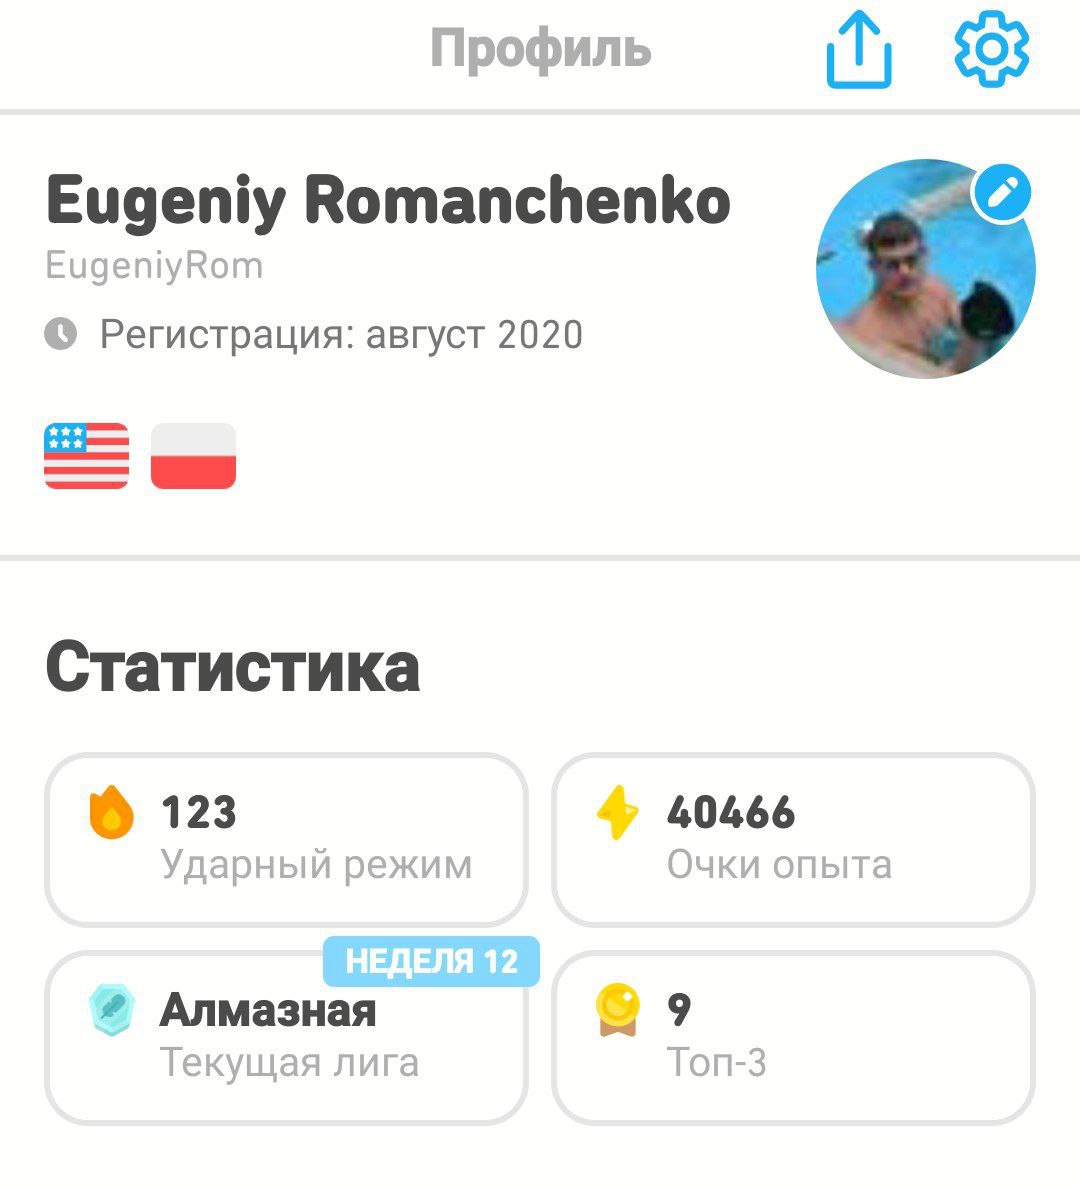 Профиль
Eugeniy Romanchenko
EugeniyRom
Регистрация: август 2020
Статистика
123
Ударный режим
40466
Очки опыта
НЕДЕЛЯ 12
Алмазная
Текущая лига
9
Топ-3